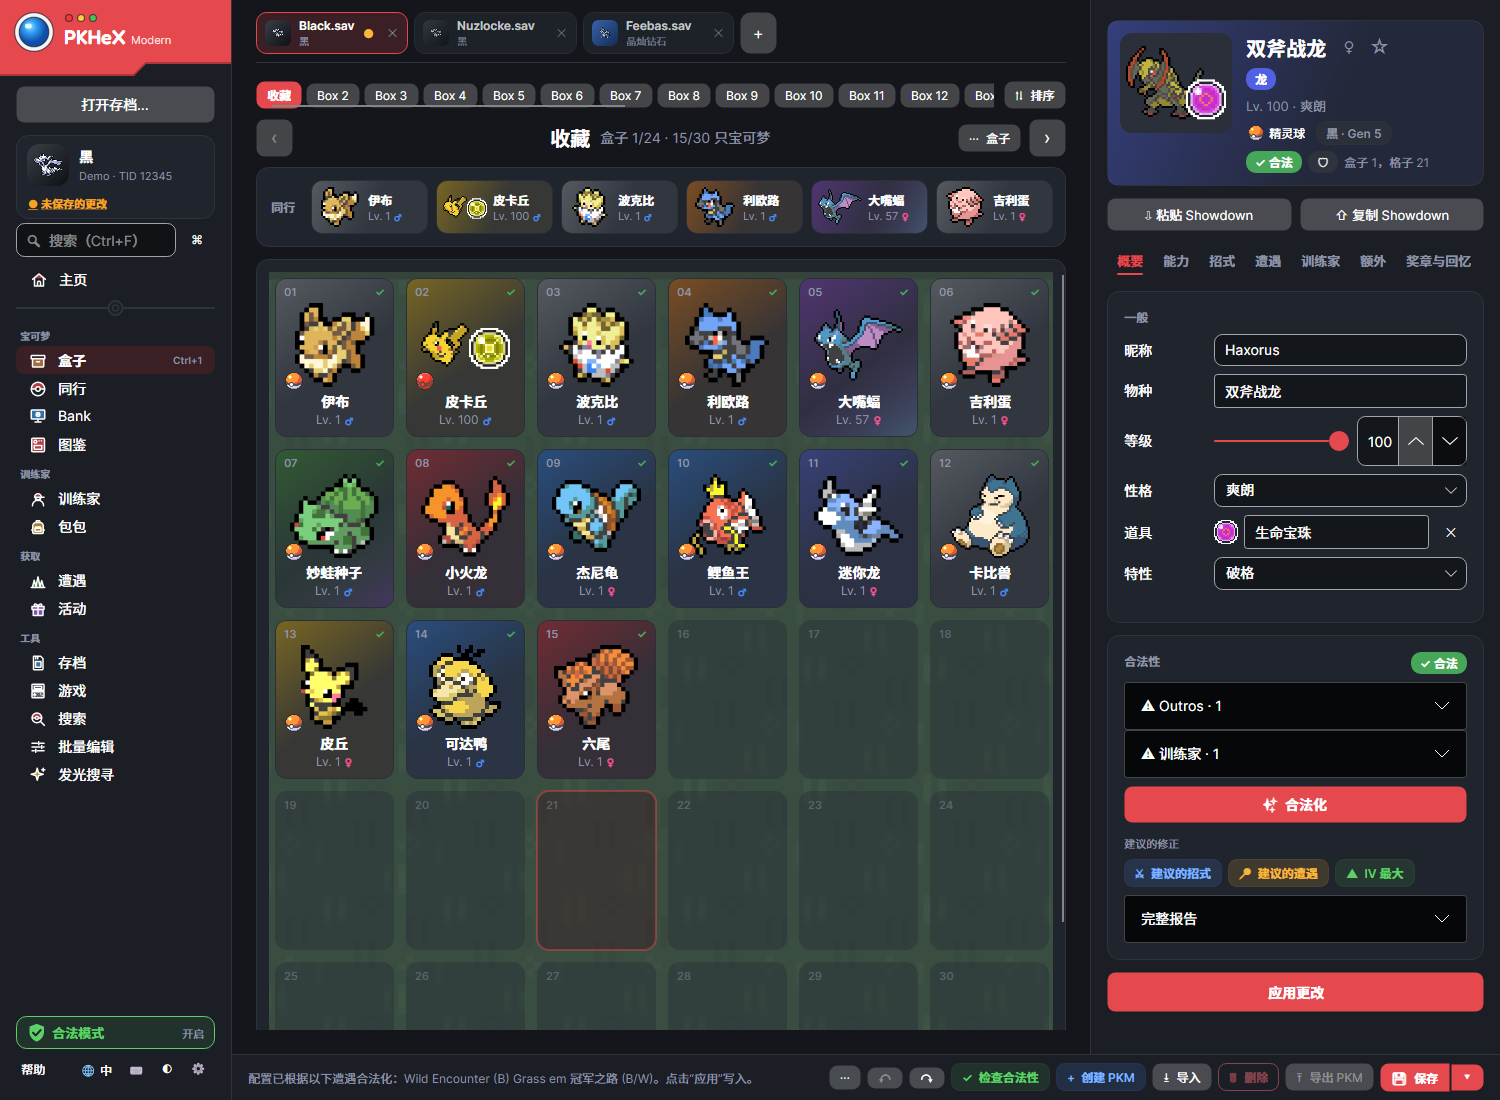 PKHeX Modern
打开存档...
黑
Demo · TID 12345
未保存的更改
搜索（Ctrl+F）
⌘
主页
宝可梦
盒子 Ctrl+1
同行
Bank
图鉴
训练家
训练家
包包
获取
遭遇
活动
工具
存档
游戏
搜索
批量编辑
发光搜寻
合法模式 开启
帮助 中
Black.sav
黑
Nuzlocke.sav
黑
Feebas.sav
晶灿钻石
+
收藏 Box 2 Box 3 Box 4 Box 5 Box 6 Box 7 Box 8 Box 9 Box 10 Box 11 Box 12 Box 排序
收藏 盒子 1/24 · 15/30 只宝可梦 ··· 盒子
同行
伊布
Lv. 1 ♂
皮卡丘
Lv. 100 ♂
波克比
Lv. 1 ♂
利欧路
Lv. 1 ♂
大嘴蝠
Lv. 57 ♀
吉利蛋
Lv. 1 ♀
01
伊布
Lv. 1 ♂
02
皮卡丘
Lv. 100 ♂
03
波克比
Lv. 1 ♂
04
利欧路
Lv. 1 ♂
05
大嘴蝠
Lv. 57 ♀
06
吉利蛋
Lv. 1 ♀
07
妙蛙种子
Lv. 1 ♂
08
小火龙
Lv. 1 ♂
09
杰尼龟
Lv. 1 ♀
10
鲤鱼王
Lv. 1 ♂
11
迷你龙
Lv. 1 ♀
12
卡比兽
Lv. 1 ♂
13
皮丘
Lv. 1 ♀
14
可达鸭
Lv. 1 ♂
15
六尾
Lv. 1 ♀
16
17
18
19
20
21
22
23
24
25
26
27
28
29
30
配置已根据以下遭遇合法化：Wild Encounter (B) Grass em 冠军之路 (B/W)。点击“应用”写入。
··· ✓ 检查合法性 + 创建 PKM 导入 删除 导出 PKM 保存
双斧战龙 ♀ ☆
龙
Lv. 100 · 爽朗
精灵球 黑 · Gen 5
✓ 合法 盒子 1，格子 21
⇩ 粘贴 Showdown ⇧ 复制 Showdown
概要 能力 招式 遭遇 训练家 额外 奖章与回忆
一般
昵称 Haxorus
物种 双斧战龙
等级 100
性格 爽朗
道具 生命宝珠
特性 破格
合法性 ✓ 合法
Outros · 1
训练家 · 1
合法化
建议的修正
建议的招式 建议的遭遇 IV 最大
完整报告
应用更改